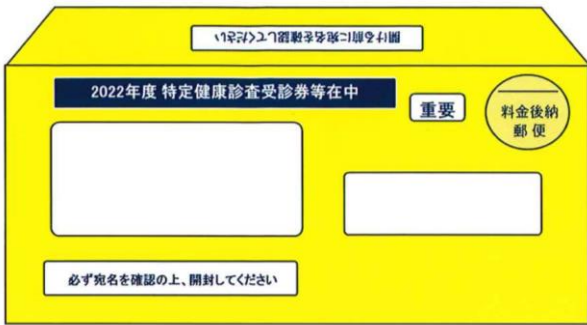 開ける前に宛名を確認してください
2022年度 特定健康診査受診券等在中
重要
料金後納
郵便
必ず宛名を確認の上、開封してください